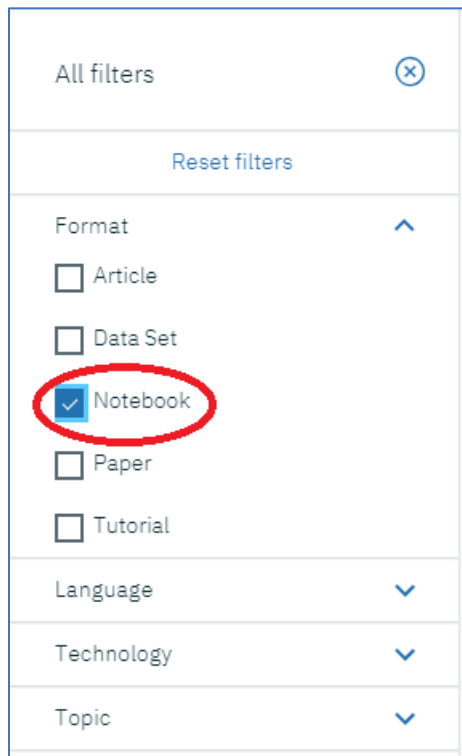 All filters
Reset filters
Format
Article
Data Set
Notebook
Paper
Tutorial
Language
Technology
Topic